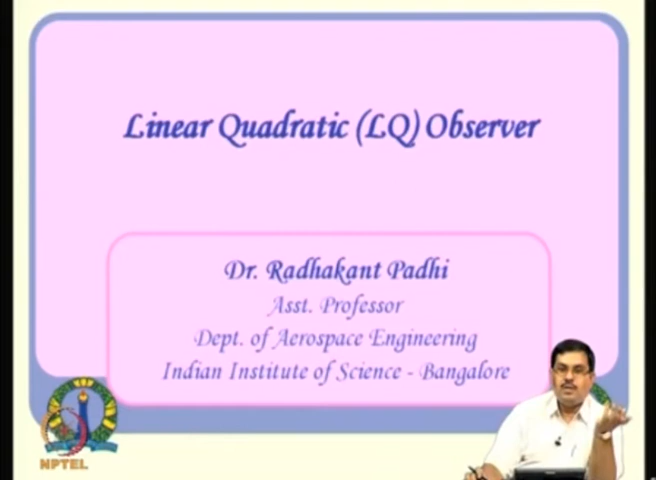 Linear Quadratic (LQ) Observer
Dr. Radhakant Padhi
Asst. Professor
Dept. of Aerospace Engineering
Indian Institute of Science - Bangalore
NPTEL